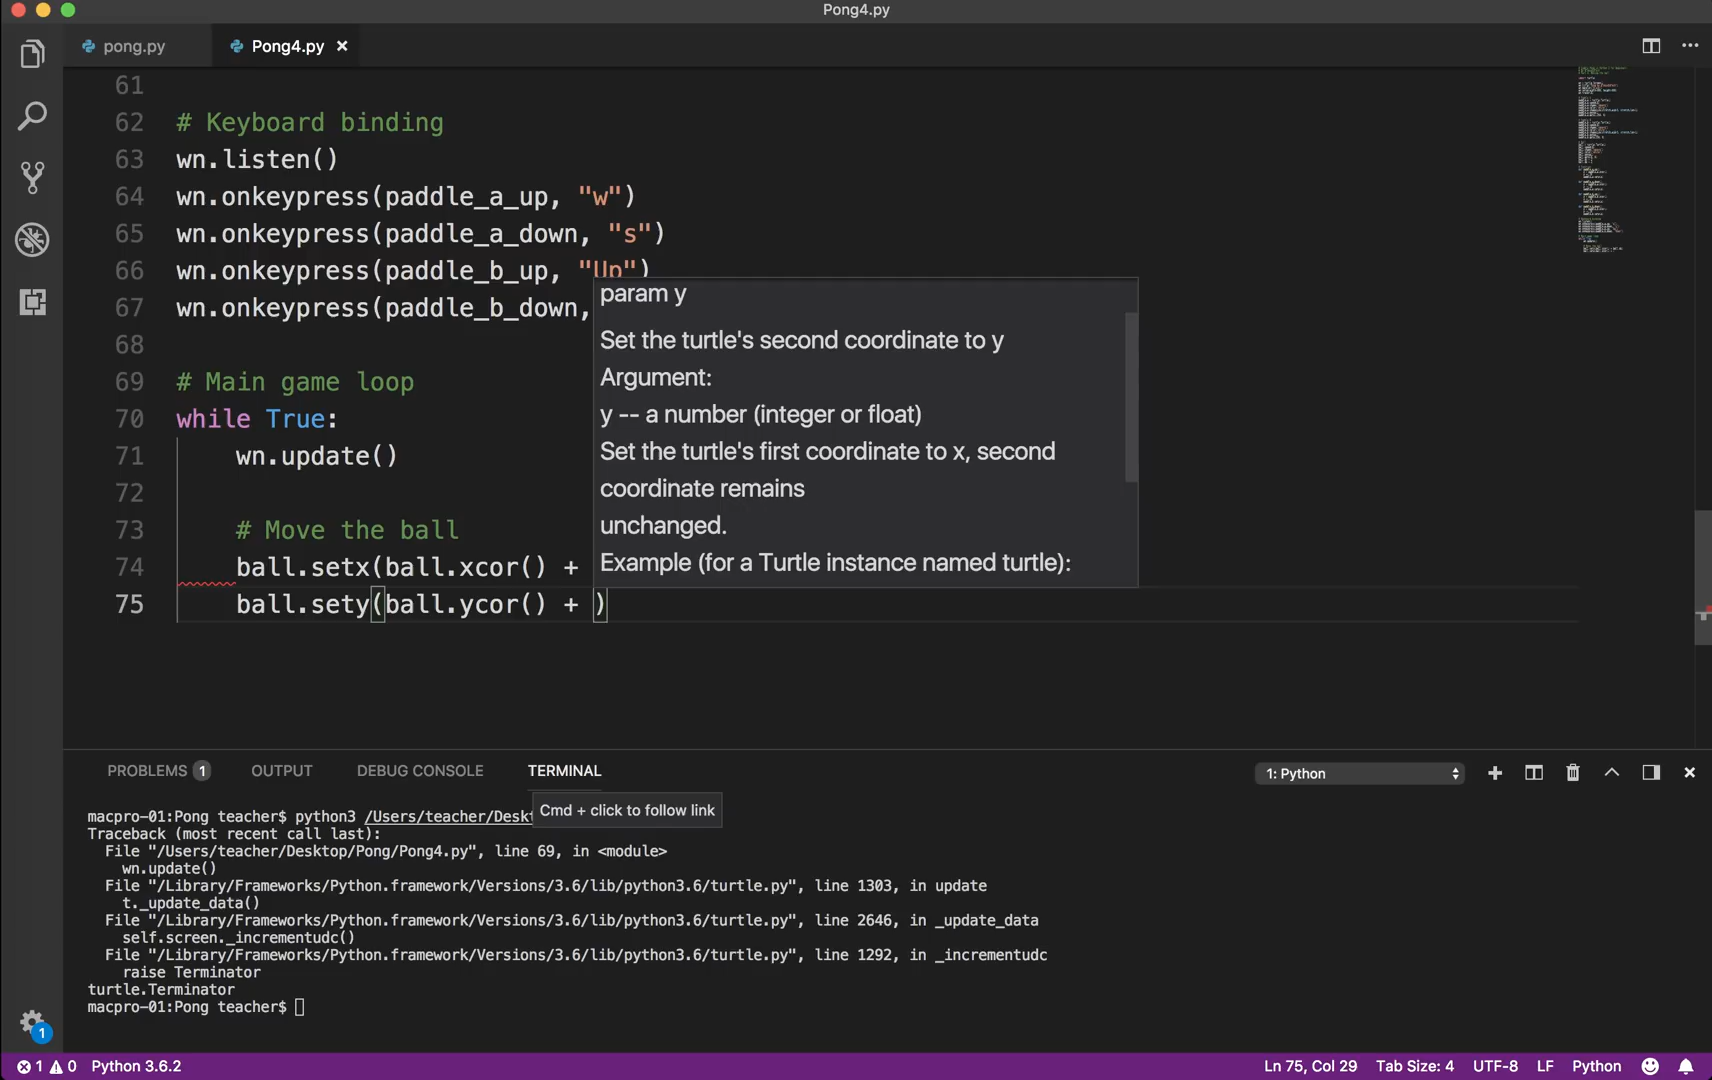 Pong4.py
pong.py
Pong4.py
61
62 # Keyboard binding
63 wn.listen()
64 wn.onkeypress(paddle_a_up, "w")
65 wn.onkeypress(paddle_a_down, "s")
66 wn.onkeypress(paddle_b_up, "Up")
67 wn.onkeypress(paddle_b_down,
68
69 # Main game loop
70 while True:
71 wn.update()
72
73 # Move the ball
74 ball.setx(ball.xcor() +
75 ball.sety(ball.ycor() + )
param y
Set the turtle's second coordinate to y
Argument:
y -- a number (integer or float)
Set the turtle's first coordinate to x, second
coordinate remains
unchanged.
Example (for a Turtle instance named turtle):
PROBLEMS 1 OUTPUT DEBUG CONSOLE TERMINAL
1: Python
Cmd + click to follow link
macpro-01:Pong teacher$ python3 /Users/teacher/Deskt
Traceback (most recent call last):
File "/Users/teacher/Desktop/Pong/Pong4.py", line 69, in <module>
wn.update()
File "/Library/Frameworks/Python.framework/Versions/3.6/lib/python3.6/turtle.py", line 1303, in update
t._update_data()
File "/Library/Frameworks/Python.framework/Versions/3.6/lib/python3.6/turtle.py", line 2646, in _update_data
self.screen._incrementudc()
File "/Library/Frameworks/Python.framework/Versions/3.6/lib/python3.6/turtle.py", line 1292, in _incrementudc
raise Terminator
turtle.Terminator
macpro-01:Pong teacher$
1
1 0 Python 3.6.2
Ln 75, Col 29 Tab Size: 4 UTF-8 LF Python